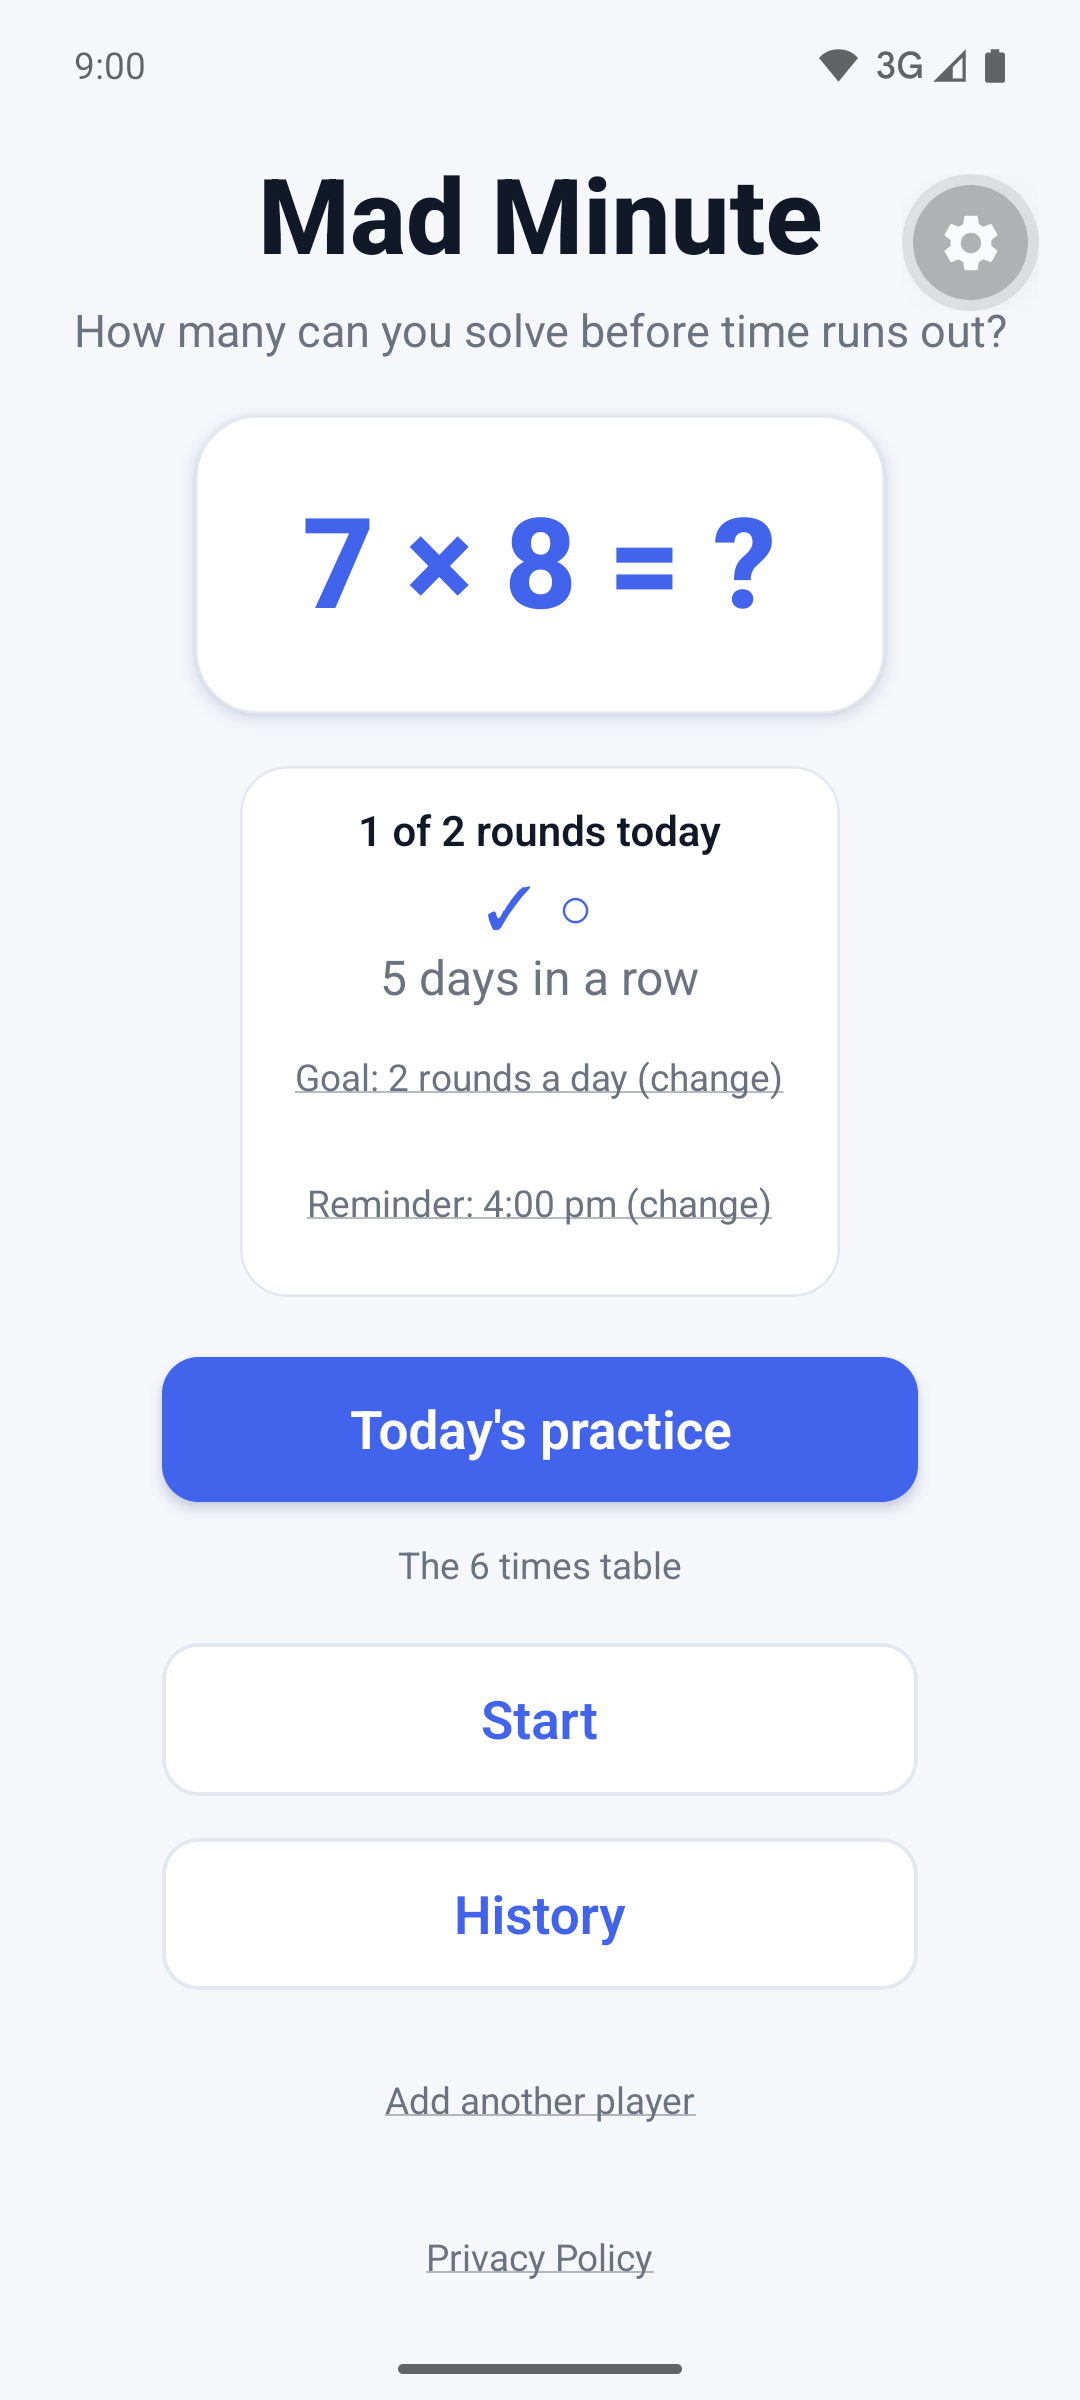 9:00
3G
Mad Minute
How many can you solve before time runs out?
7 × 8 = ?
1 of 2 rounds today
✓ ○
5 days in a row
Goal: 2 rounds a day (change)
Reminder: 4:00 pm (change)
Today's practice
The 6 times table
Start
History
Add another player
Privacy Policy